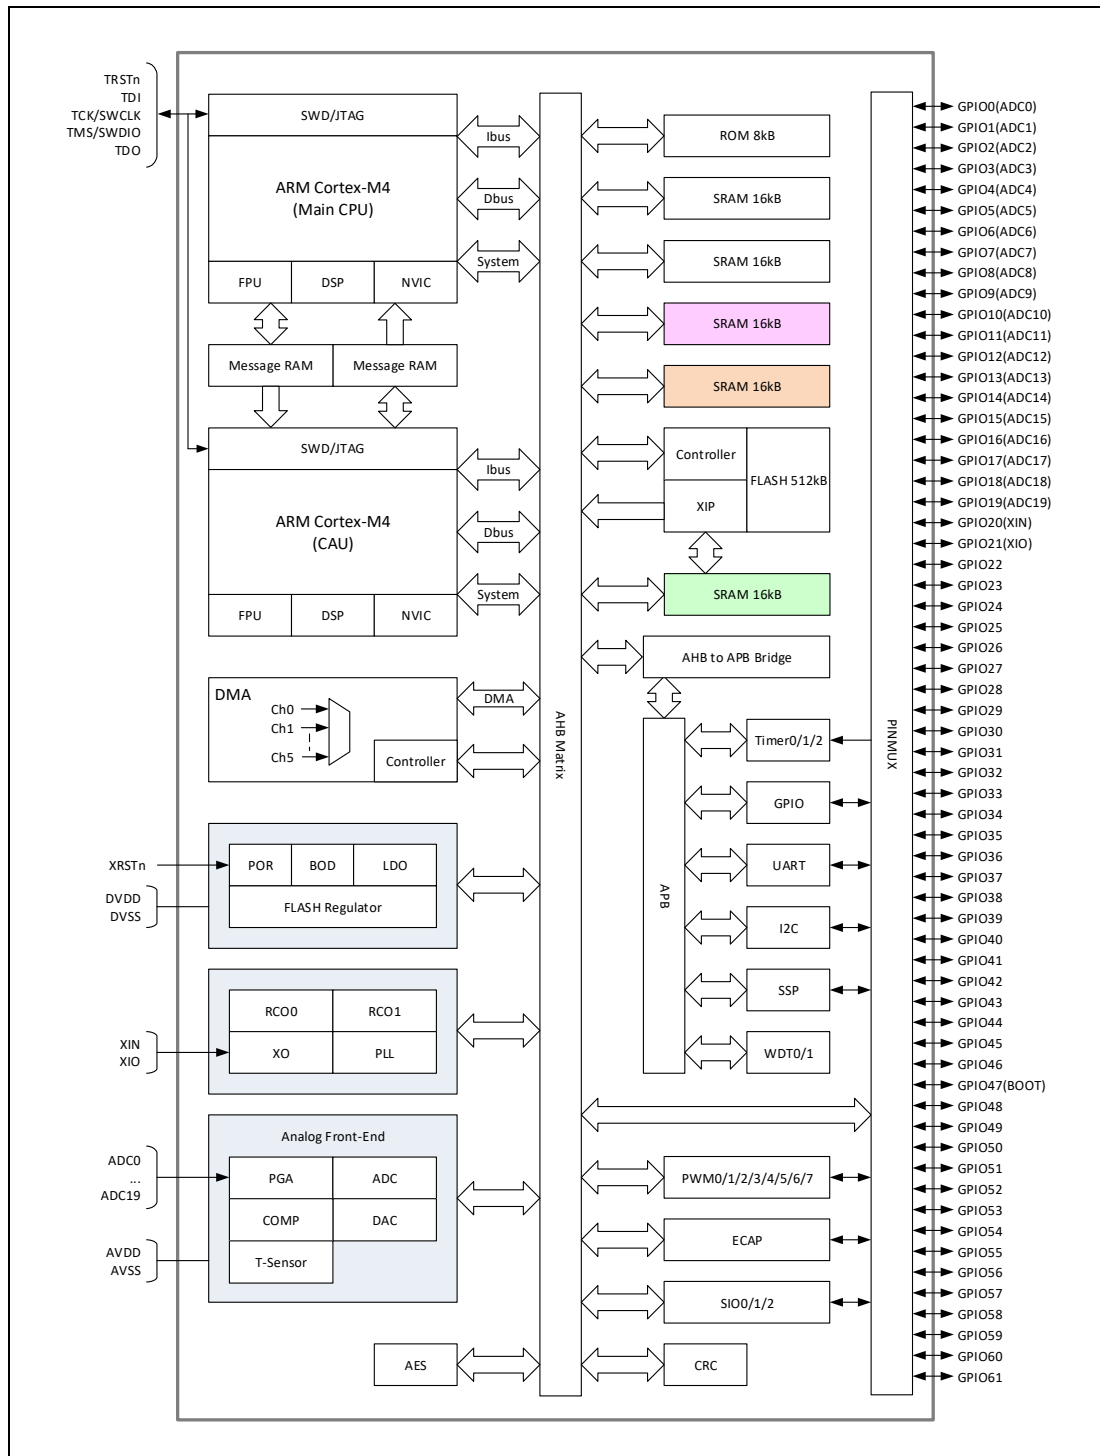 TRSTn
TDI
TCK/SWCLK
TMS/SWDIO
TDO
SWD/JTAG
ARM Cortex-M4
(Main CPU)
FPU
DSP
NVIC
Ibus
Dbus
System
Message RAM
Message RAM
SWD/JTAG
ARM Cortex-M4
(CAU)
FPU
DSP
NVIC
Ibus
Dbus
System
DMA
Ch0
Ch1
Ch5
Controller
DMA
XRSTn
DVDD
DVSS
POR
BOD
LDO
FLASH Regulator
XIN
XIO
RCO0
RCO1
XO
PLL
ADC0
...
ADC19
AVDD
AVSS
Analog Front-End
PGA
ADC
COMP
DAC
T-Sensor
AES
AHB Matrix
ROM 8kB
SRAM 16kB
SRAM 16kB
SRAM 16kB
SRAM 16kB
Controller
XIP
FLASH 512kB
SRAM 16kB
AHB to APB Bridge
APB
Timer0/1/2
GPIO
UART
I2C
SSP
WDT0/1
PWM0/1/2/3/4/5/6/7
ECAP
SIO0/1/2
CRC
PINMUX
GPIO0(ADC0)
GPIO1(ADC1)
GPIO2(ADC2)
GPIO3(ADC3)
GPIO4(ADC4)
GPIO5(ADC5)
GPIO6(ADC6)
GPIO7(ADC7)
GPIO8(ADC8)
GPIO9(ADC9)
GPIO10(ADC10)
GPIO11(ADC11)
GPIO12(ADC12)
GPIO13(ADC13)
GPIO14(ADC14)
GPIO15(ADC15)
GPIO16(ADC16)
GPIO17(ADC17)
GPIO18(ADC18)
GPIO19(ADC19)
GPIO20(XIN)
GPIO21(XIO)
GPIO22
GPIO23
GPIO24
GPIO25
GPIO26
GPIO27
GPIO28
GPIO29
GPIO30
GPIO31
GPIO32
GPIO33
GPIO34
GPIO35
GPIO36
GPIO37
GPIO38
GPIO39
GPIO40
GPIO41
GPIO42
GPIO43
GPIO44
GPIO45
GPIO46
GPIO47(BOOT)
GPIO48
GPIO49
GPIO50
GPIO51
GPIO52
GPIO53
GPIO54
GPIO55
GPIO56
GPIO57
GPIO58
GPIO59
GPIO60
GPIO61